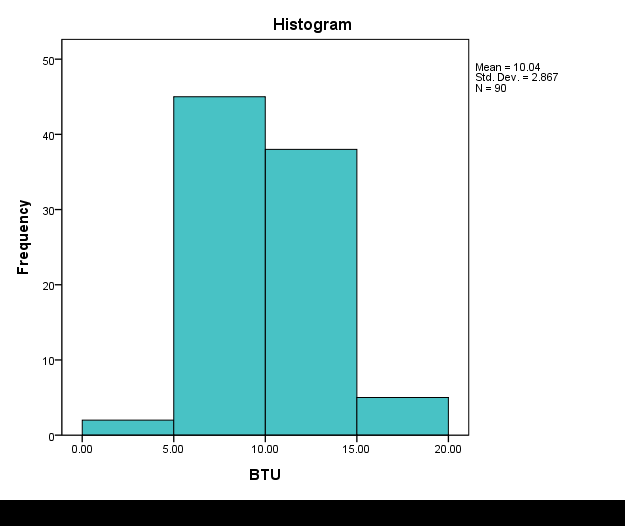 Histogram
Mean = 10.04
Std. Dev. = 2.867
N = 90
50
40
30
20
10
0
Frequency
0.00 5.00 10.00 15.00 20.00
BTU